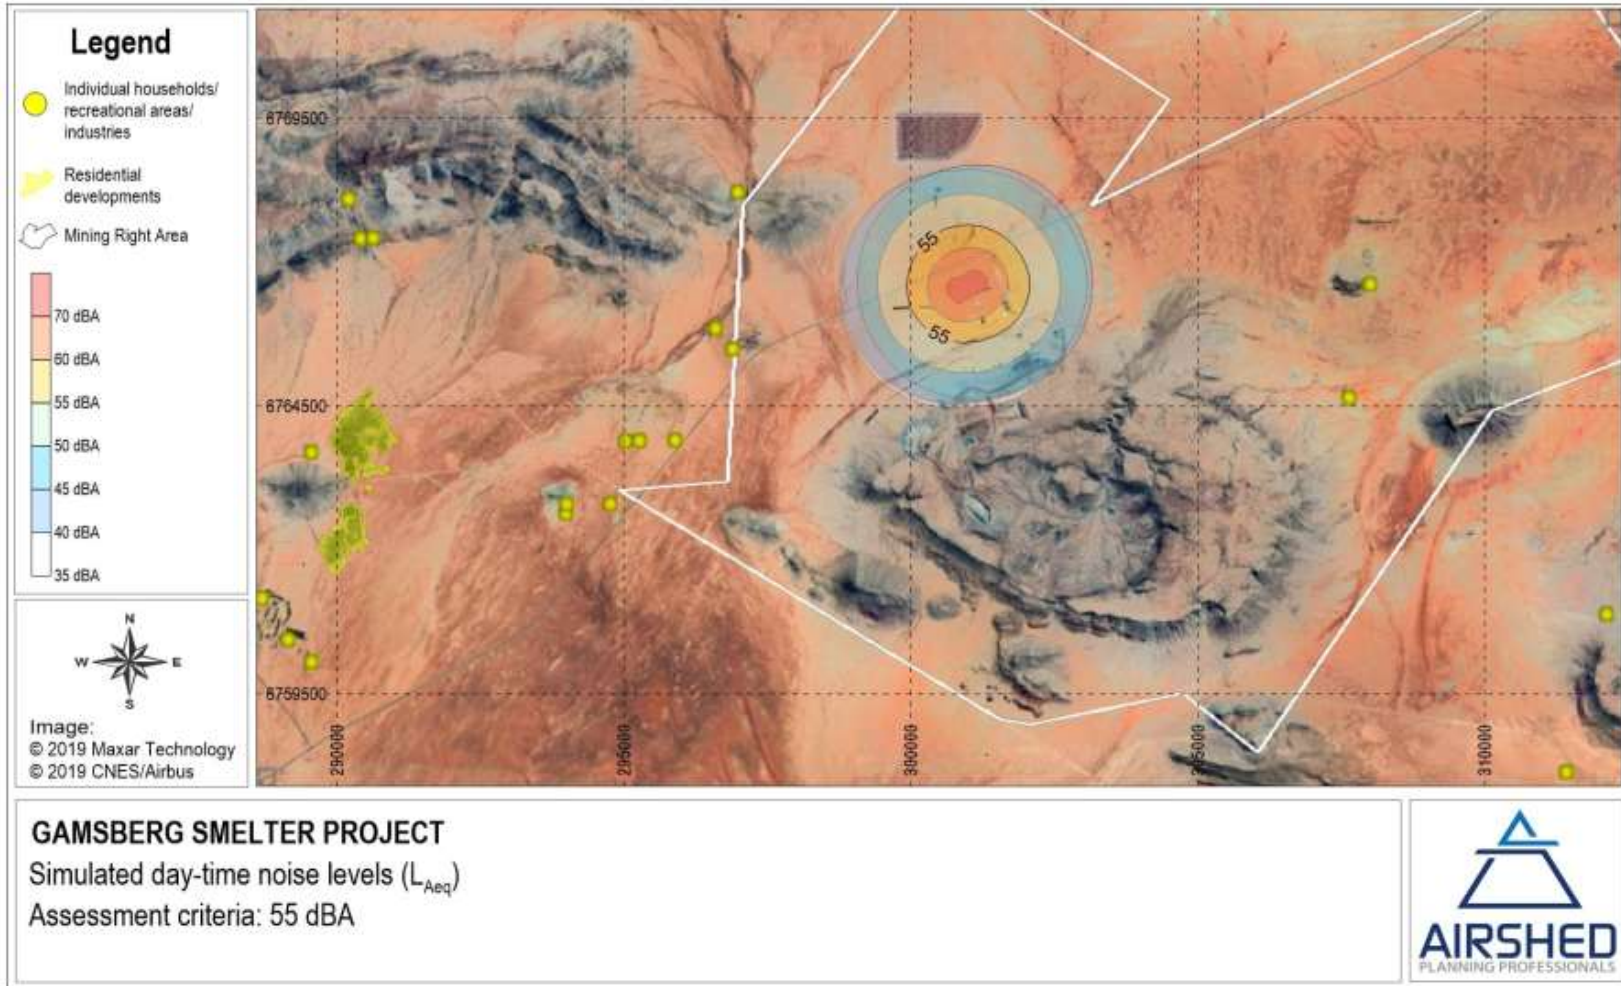 Legend
Individual households/
recreational areas/
industries
Residential
developments
Mining Right Area
70 dBA
60 dBA
55 dBA
50 dBA
45 dBA
40 dBA
35 dBA
N
W E
S
Image:
© 2019 Maxar Technology
© 2019 CNES/Airbus
6769500
6764500
6759500
55
55
290000
295000
300000
305000
310000
GAMSBERG SMELTER PROJECT
Simulated day-time noise levels (LAeq)
Assessment criteria: 55 dBA
AIRSHED
PLANNING PROFESSIONALS